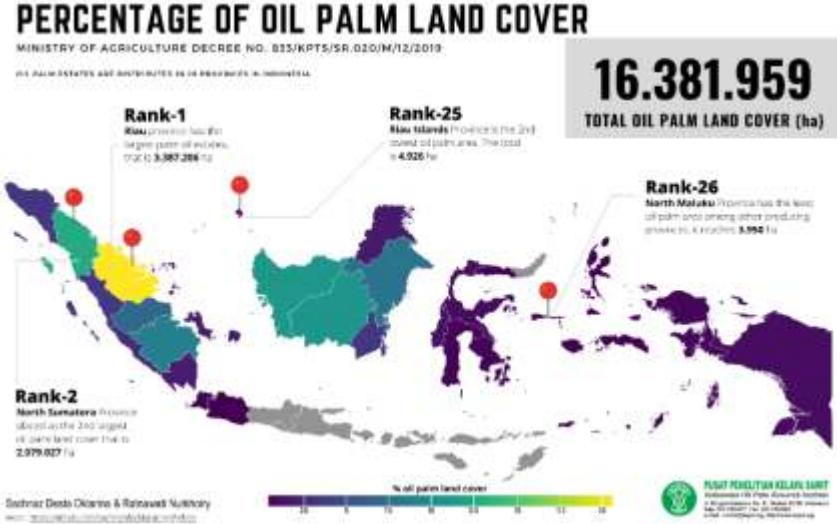 PERCENTAGE OF OIL PALM LAND COVER
MINISTRY OF AGRICULTURE DECREE NO. 833/KPTS/SR.020/M/12/2019
OIL PALM ESTATES ARE DISTRIBUTES IN 26 PROVINCES IN INDONESIA
16.381.959
TOTAL OIL PALM LAND COVER (ha)
Rank-1
Riau province has the
largest palm oil estates,
that is 3.387.206 ha
Rank-25
Riau Islands Province is the 2nd
lowest oil palm area. The total
is 4.926 ha
Rank-26
North Maluku Province has the least
oil palm area among other producing
provinces, it reaches 3.950 ha
Rank-2
North Sumatera Province
placed as the 2nd largest
oil palm land cover that is
2.079.027 ha
% oil palm land cover
Sachnaz Desta Oktarina & Ratnawati Nurkhoiry
PUSAT PENELITIAN KELAPA SAWIT
Indonesian Oil Palm Research Institute